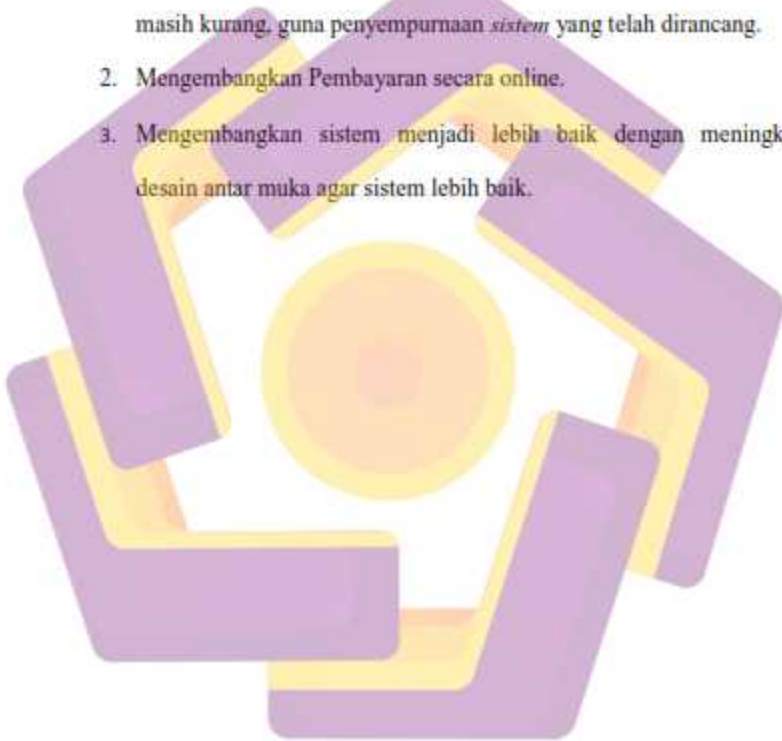 masih kurang, guna penyempurnaan sistem yang telah dirancang.
2. Mengembangkan Pembayaran secara online.
3. Mengembangkan sistem menjadi lebih baik dengan
desain antar muka agar sistem lebih baik.